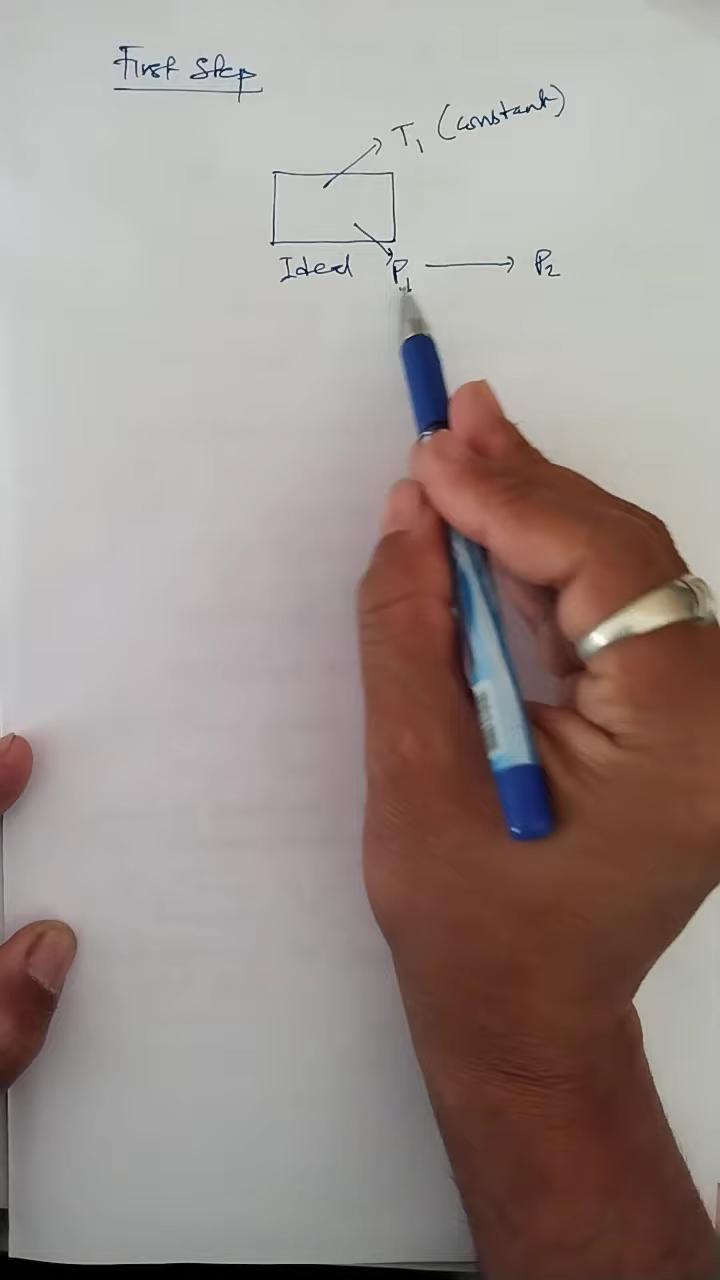 First Step
T₁ (constant)
Ideal P₁ → P₂